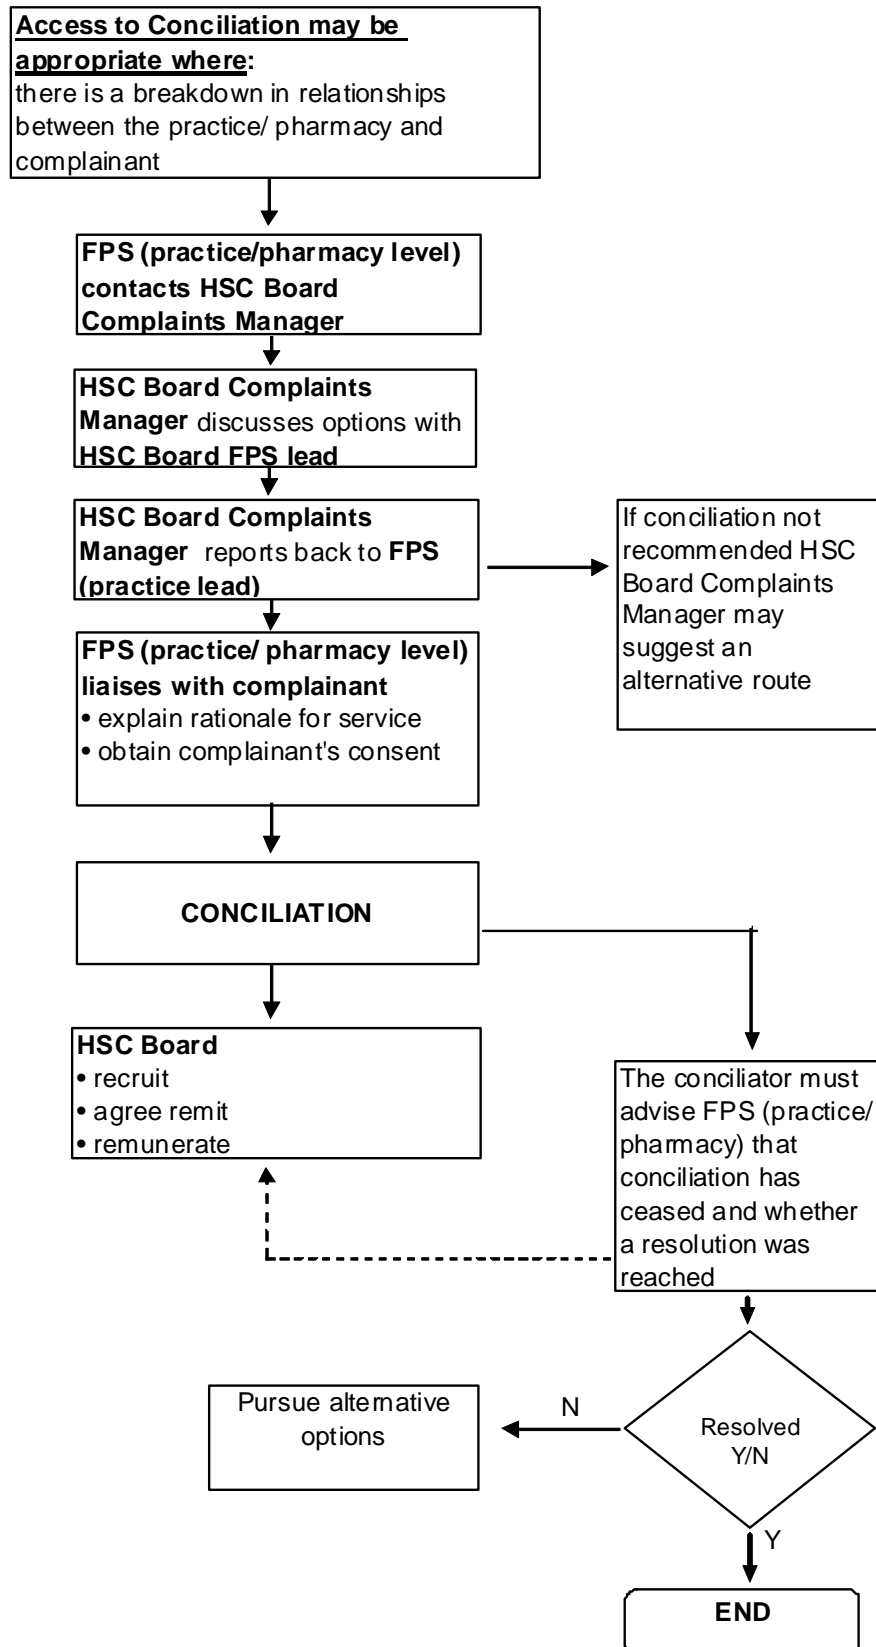 Access to Conciliation may be
appropriate where:
there is a breakdown in relationships
between the practice/ pharmacy and
complainant
FPS (practice/pharmacy level)
contacts HSC Board
Complaints Manager
HSC Board Complaints
Manager discusses options with
HSC Board FPS lead
HSC Board Complaints
Manager reports back to FPS
(practice lead)
If conciliation not
recommended HSC
Board Complaints
Manager may
suggest an
alternative route
FPS (practice/ pharmacy level)
liaises with complainant
• explain rationale for service
• obtain complainant's consent
CONCILIATION
HSC Board
• recruit
• agree remit
• remunerate
The conciliator must
advise FPS (practice/
pharmacy) that
conciliation has
ceased and whether
a resolution was
reached
Pursue alternative
options
N
Resolved
Y/N
Y
END